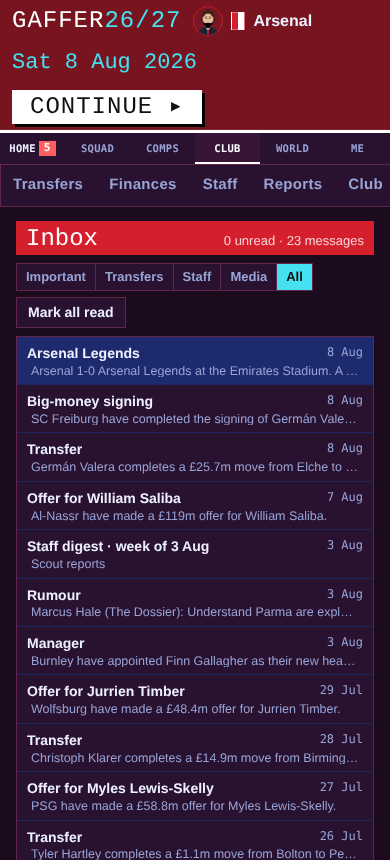 GAFFER26/27 Arsenal
Sat 8 Aug 2026
CONTINUE ►
HOME 5 SQUAD COMPS CLUB WORLD ME
Transfers Finances Staff Reports Club
Inbox 0 unread · 23 messages
Important Transfers Staff Media All
Mark all read
Arsenal Legends 8 Aug
Arsenal 1-0 Arsenal Legends at the Emirates Stadium. A …
Big-money signing 8 Aug
SC Freiburg have completed the signing of Germán Vale…
Transfer 8 Aug
Germán Valera completes a £25.7m move from Elche to …
Offer for William Saliba 7 Aug
Al-Nassr have made a £119m offer for William Saliba.
Staff digest · week of 3 Aug 3 Aug
Scout reports
Rumour 3 Aug
Marcus Hale (The Dossier): Understand Parma are expl…
Manager 3 Aug
Burnley have appointed Finn Gallagher as their new hea…
Offer for Jurrien Timber 29 Jul
Wolfsburg have made a £48.4m offer for Jurrien Timber.
Transfer 28 Jul
Christoph Klarer completes a £14.9m move from Birming…
Offer for Myles Lewis-Skelly 27 Jul
PSG have made a £58.8m offer for Myles Lewis-Skelly.
Transfer 26 Jul
Tyler Hartley completes a £1.1m move from Bolton to Pe…